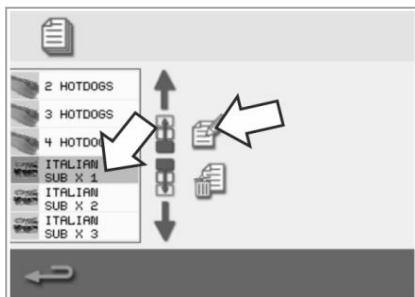 2 HOTDOGS
3 HOTDOGS
4 HOTDO
ITALIAN
SUB X 1
ITALIAN
SUB X 2
ITALIAN
SUB X 3